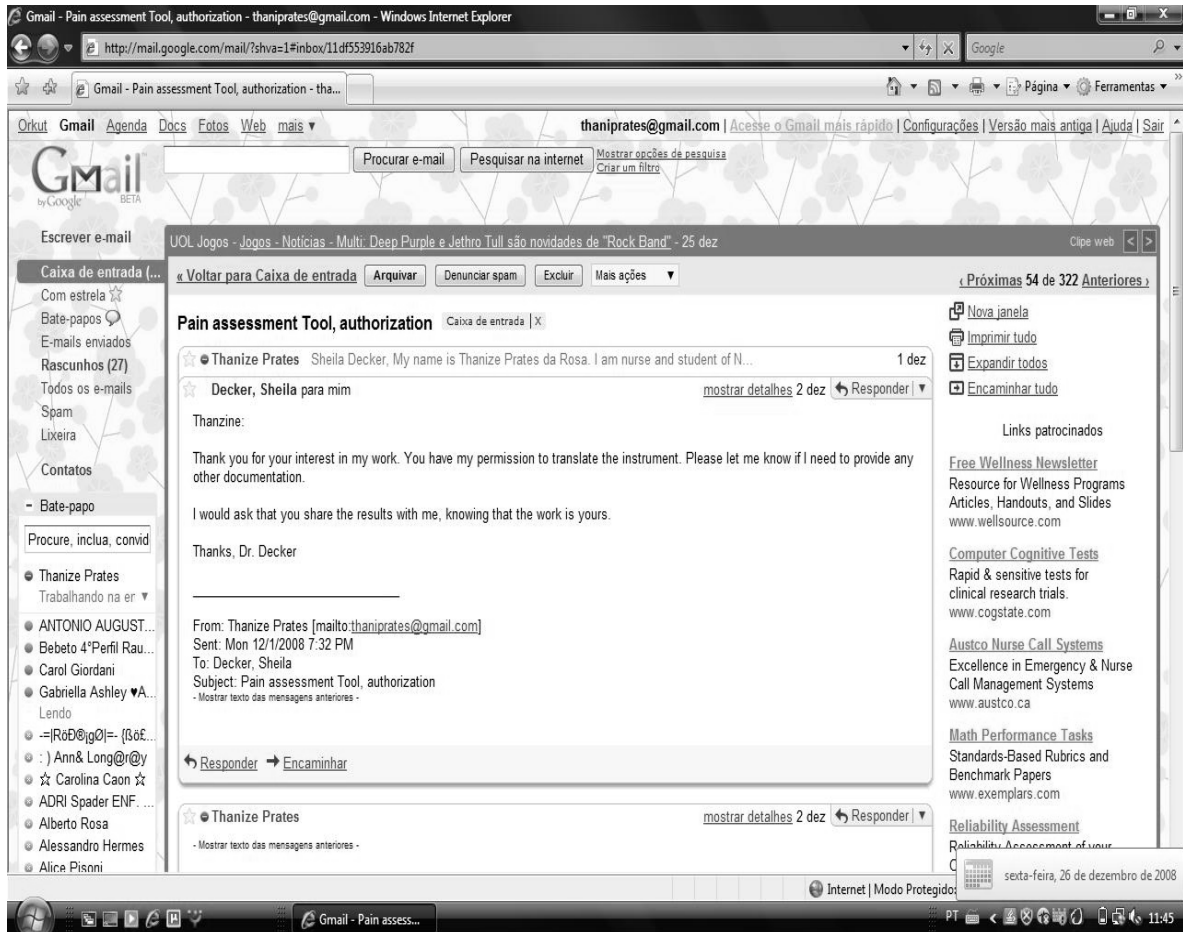 Gmail - Pain assessment Tool, authorization - thaniprates@gmail.com - Windows Internet Explorer
http://mail.google.com/mail/?shva=1#inbox/11df553916ab782f
Google
Gmail - Pain assessment Tool, authorization - tha...
Página
Ferramentas
Orkut Gmail Agenda Docs Fotos Web mais
thaniprates@gmail.com | Acesse o Gmail mais rápido | Configurações | Versão mais antiga | Ajuda | Sair
Gmail
by Google BETA
Procurar e-mail
Pesquisar na internet
Mostrar opções de pesquisa
Criar um filtro
Escrever e-mail
Caixa de entrada (...
Com estrela
Bate-papos
E-mails enviados
Rascunhos (27)
Todos os e-mails
Spam
Lixeira
Contatos
- Bate-papo
Procure, inclua, convid
Thanize Prates
Trabalhando na er
ANTONIO AUGUST...
Bebeto 4°Perfil Rau...
Carol Giordani
Gabriella Ashley ♥A...
Lendo
-=|RöÐ®¡gØ|=- {ßö£...
: ) Ann& Long@r@y
☆ Carolina Caon ☆
ADRI Spader ENF. ...
Alberto Rosa
Alessandro Hermes
Alice Pisoni
UOL Jogos - Jogos - Notícias - Multi: Deep Purple e Jethro Tull são novidades de "Rock Band" - 25 dez
Clipe web < >
« Voltar para Caixa de entrada
Arquivar
Denunciar spam
Excluir
Mais ações
‹ Próximas 54 de 322 Anteriores ›
Pain assessment Tool, authorization
Caixa de entrada | X
Thanize Prates Sheila Decker, My name is Thanize Prates da Rosa. I am nurse and student of N... 1 dez
Decker, Sheila para mim
mostrar detalhes 2 dez
Responder
Thanzine:
Thank you for your interest in my work. You have my permission to translate the instrument. Please let me know if I need to provide any
other documentation.
I would ask that you share the results with me, knowing that the work is yours.
Thanks, Dr. Decker
From: Thanize Prates [mailto:thaniprates@gmail.com]
Sent: Mon 12/1/2008 7:32 PM
To: Decker, Sheila
Subject: Pain assessment Tool, authorization
- Mostrar texto das mensagens anteriores -
Responder
Encaminhar
Thanize Prates
mostrar detalhes 2 dez
Responder
- Mostrar texto das mensagens anteriores -
Nova janela
Imprimir tudo
Expandir todos
Encaminhar tudo
Links patrocinados
Free Wellness Newsletter
Resource for Wellness Programs
Articles, Handouts, and Slides
www.wellsource.com
Computer Cognitive Tests
Rapid & sensitive tests for
clinical research trials.
www.cogstate.com
Austco Nurse Call Systems
Excellence in Emergency & Nurse
Call Management Systems
www.austco.ca
Math Performance Tasks
Standards-Based Rubrics and
Benchmark Papers
www.exemplars.com
Reliability Assessment
Reliability Assessment of your
sexta-feira, 26 de dezembro de 2008
Internet | Modo Protegido:
Gmail - Pain assess...
PT
11:45